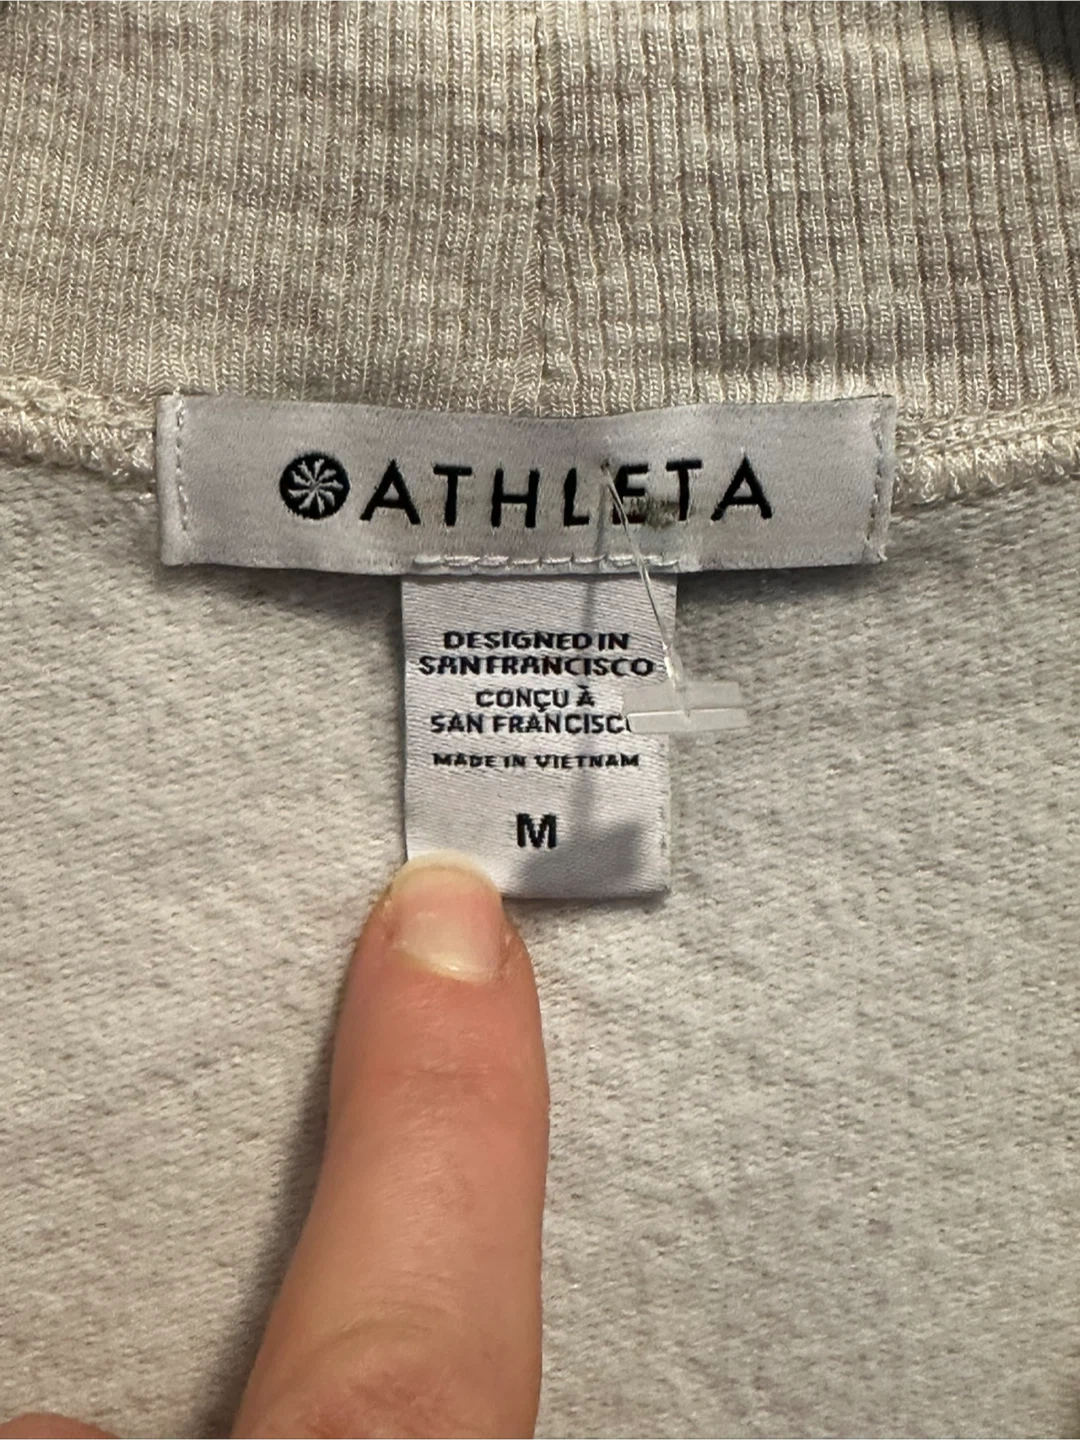 ATHLETA
DESIGNED IN
SAN FRANCISCO
CONÇU À
SAN FRANCISCO
MADE IN VIETNAM
M